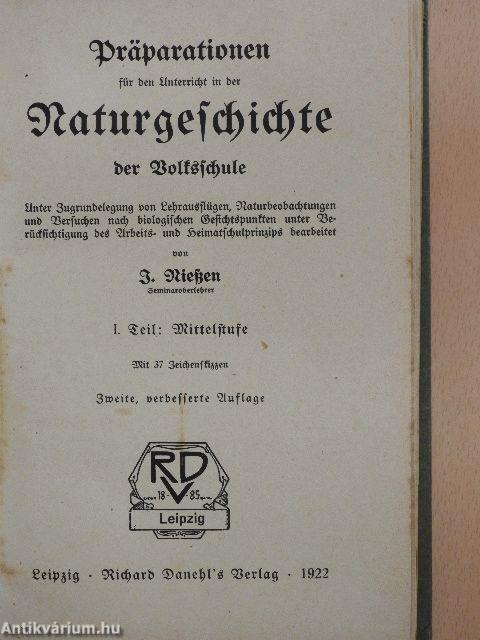 Präparationen
für den Unterricht in der
Naturgeschichte
der Volksschule
Unter Zugrundelegung von Lehrausflügen, Naturbeobachtungen
und Versuchen nach biologischen Gesichtspunkten unter Be-
rücksichtigung des Arbeits- und Heimatschulprinzips bearbeitet
von
J. Nießen
Seminaroberlehrer
I. Teil: Mittelstufe
Mit 37 Zeichenskizzen
Zweite, verbesserte Auflage
RDV
18 - 85
Leipzig
Leipzig · Richard Danehl's Verlag · 1922
Antikvárium.hu